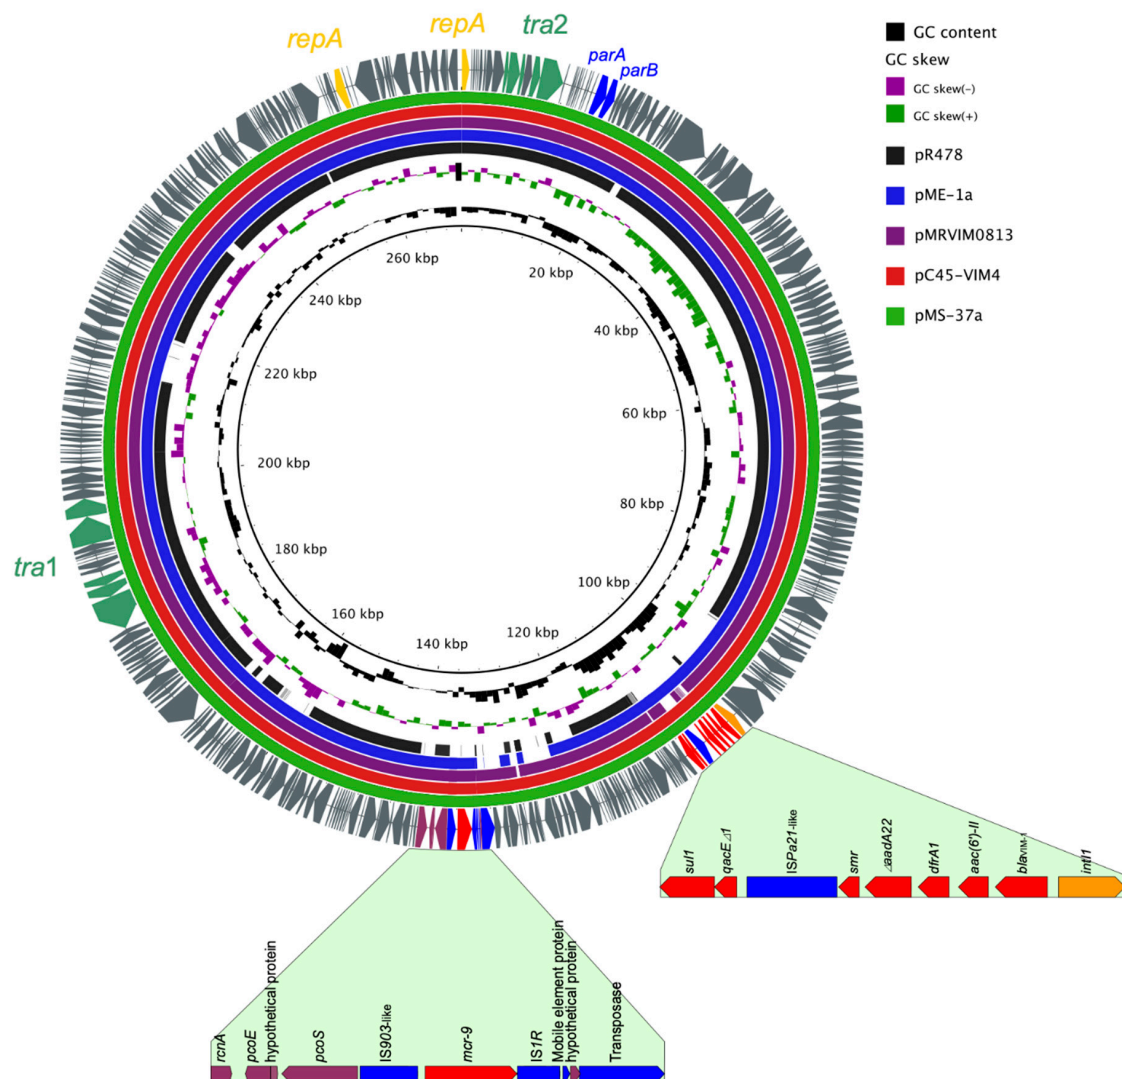 repA
repA
tra2
parA
parB
tra1
GC content
GC skew
GC skew(-)
GC skew(+)
pR478
pME-1a
pMRVIM0813
pC45-VIM4
pMS-37a
20 kbp
40 kbp
60 kbp
80 kbp
100 kbp
120 kbp
140 kbp
160 kbp
180 kbp
200 kbp
220 kbp
240 kbp
260 kbp
sul1
qacEΔ1
ISPa21-like
smr
ΔaadA22
dfrA1
aac(6')-II
blaVIM-1
intI1
rcnA
pcoE
hypothetical protein
pcoS
IS903-like
mcr-9
IS1R
Mobile element protein
hypothetical protein
Transposase